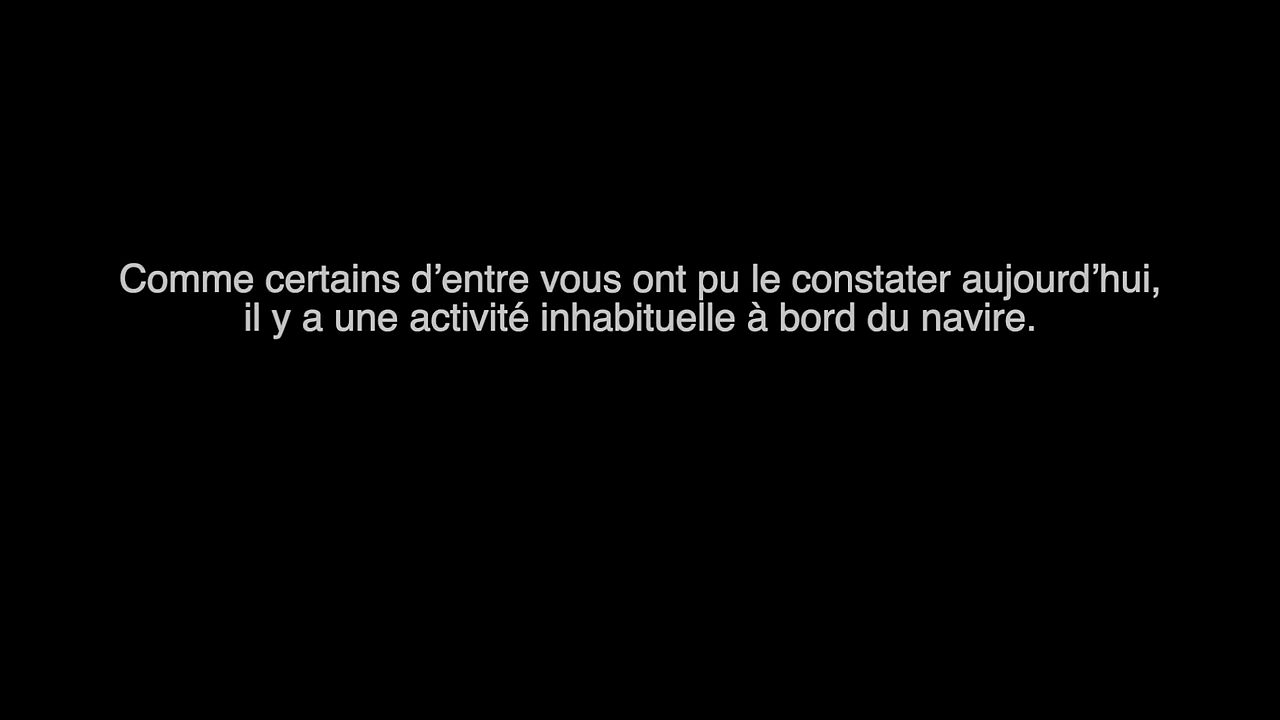 Comme certains d’entre vous ont pu le constater aujourd’hui,
il y a une activité inhabituelle à bord du navire.